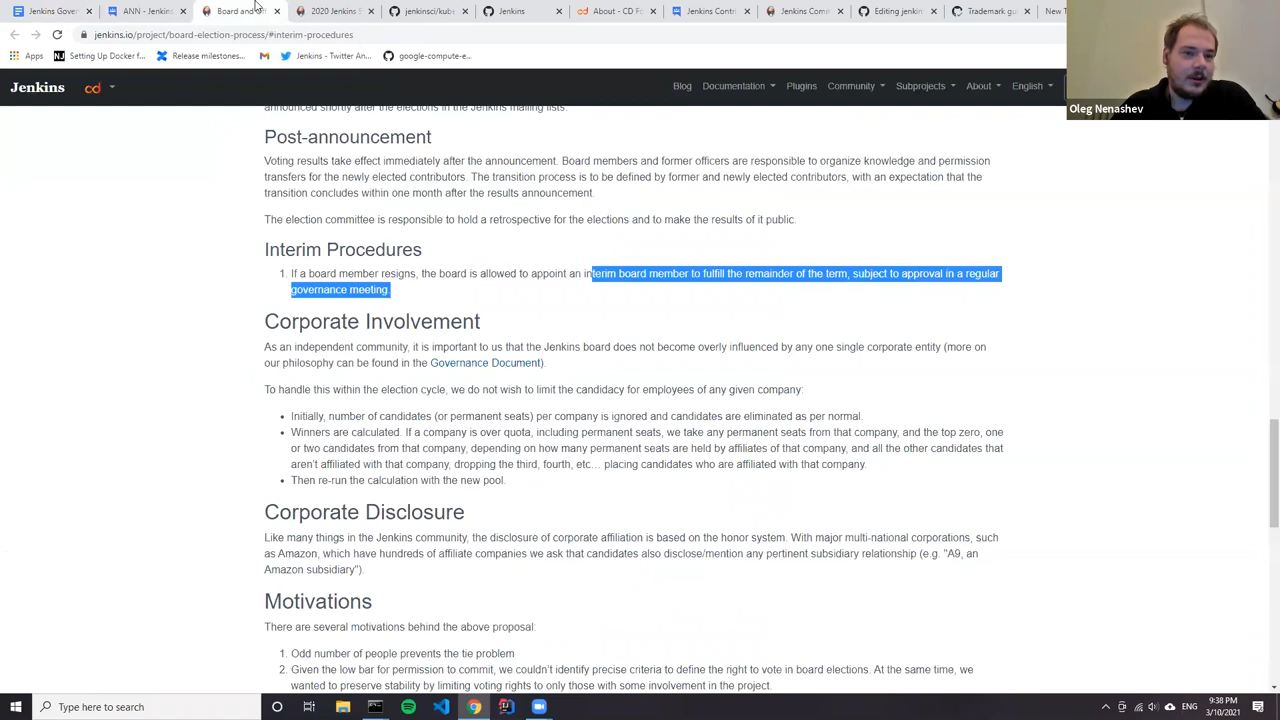 Jenkins Govern
ANN - Jenkins
Board and
2020 Jenkins S
jenkinsci/kube
Jenkins
About - CD Fo
Jenkins Contri
Jenkins Comm
Editing jenkin
Trademark gu
New T
jenkins.io/project/board-election-process/#interim-procedures
Apps
Setting Up Docker f...
Release milestones...
Jenkins - Twitter An...
google-compute-e...
Jenkins
Blog
Documentation
Plugins
Community
Subprojects
About
English
Oleg Nenashev
announced shortly after the elections in the Jenkins mailing lists.
Post-announcement
Voting results take effect immediately after the announcement. Board members and former officers are responsible to organize knowledge and permission
transfers for the newly elected contributors. The transition process is to be defined by former and newly elected contributors, with an expectation that the
transition concludes within one month after the results announcement.
The election committee is responsible to hold a retrospective for the elections and to make the results of it public.
Interim Procedures
1. If a board member resigns, the board is allowed to appoint an interim board member to fulfill the remainder of the term, subject to approval in a regular
governance meeting.
Corporate Involvement
As an independent community, it is important to us that the Jenkins board does not become overly influenced by any one single corporate entity (more on
our philosophy can be found in the Governance Document).
To handle this within the election cycle, we do not wish to limit the candidacy for employees of any given company:
• Initially, number of candidates (or permanent seats) per company is ignored and candidates are eliminated as per normal.
• Winners are calculated. If a company is over quota, including permanent seats, we take any permanent seats from that company, and the top zero, one
or two candidates from that company, depending on how many permanent seats are held by affiliates of that company, and all the other candidates that
aren't affiliated with that company, dropping the third, fourth, etc... placing candidates who are affiliated with that company.
• Then re-run the calculation with the new pool.
Corporate Disclosure
Like many things in the Jenkins community, the disclosure of corporate affiliation is based on the honor system. With major multi-national corporations, such
as Amazon, which have hundreds of affiliate companies we ask that candidates also disclose/mention any pertinent subsidiary relationship (e.g. "A9, an
Amazon subsidiary").
Motivations
There are several motivations behind the above proposal:
1. Odd number of people prevents the tie problem
2. Given the low bar for permission to commit, we couldn't identify precise criteria to define the right to vote in board elections. At the same time, we
wanted to preserve stability by limiting voting rights to only those with some involvement in the project.
Type here to search
ENG
9:38 PM
3/10/2021